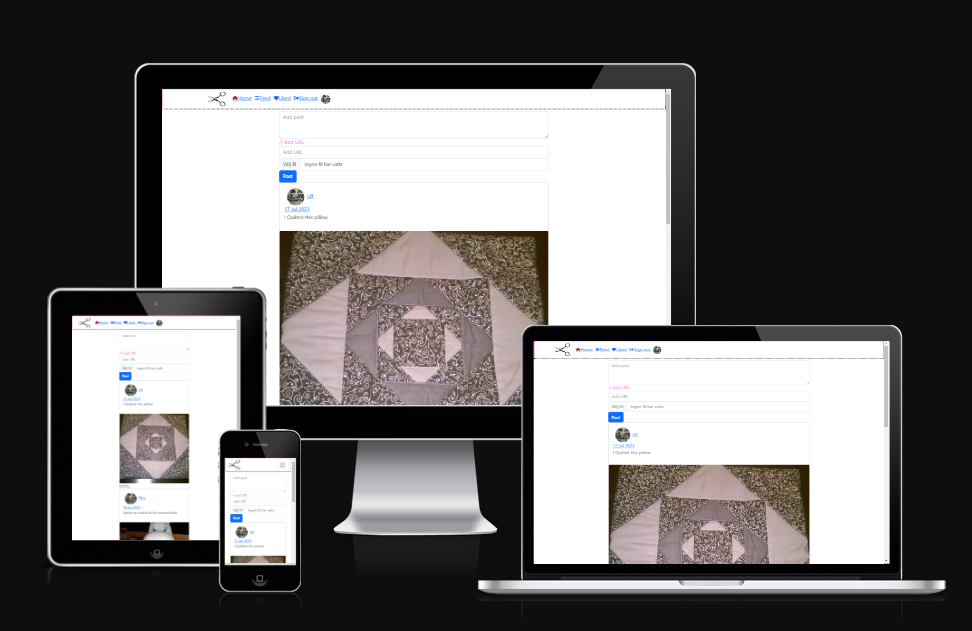 Home Feed Liked Sign out
Add post
// Add URL
Add URL
Välj fil ingen fil har valts
Post
Ulf
17 Jul 2023
I Quilted this pillow.
Home Feed Liked Sign out
Add post
// Add URL
Add URL
Välj fil ingen fil har valts
Post
Ulf
17 Jul 2023
I Quilted this pillow.
Add post
// Add URL
Add URL
Välj fil ingen fil har valts
Post
Ulf
17 Jul 2023
I Quilted this pillow.
Home Feed Liked Sign out
Add post
// Add URL
Add URL
Välj fil ingen fil har valts
Post
Ulf
17 Jul 2023
I Quilted this pillow.